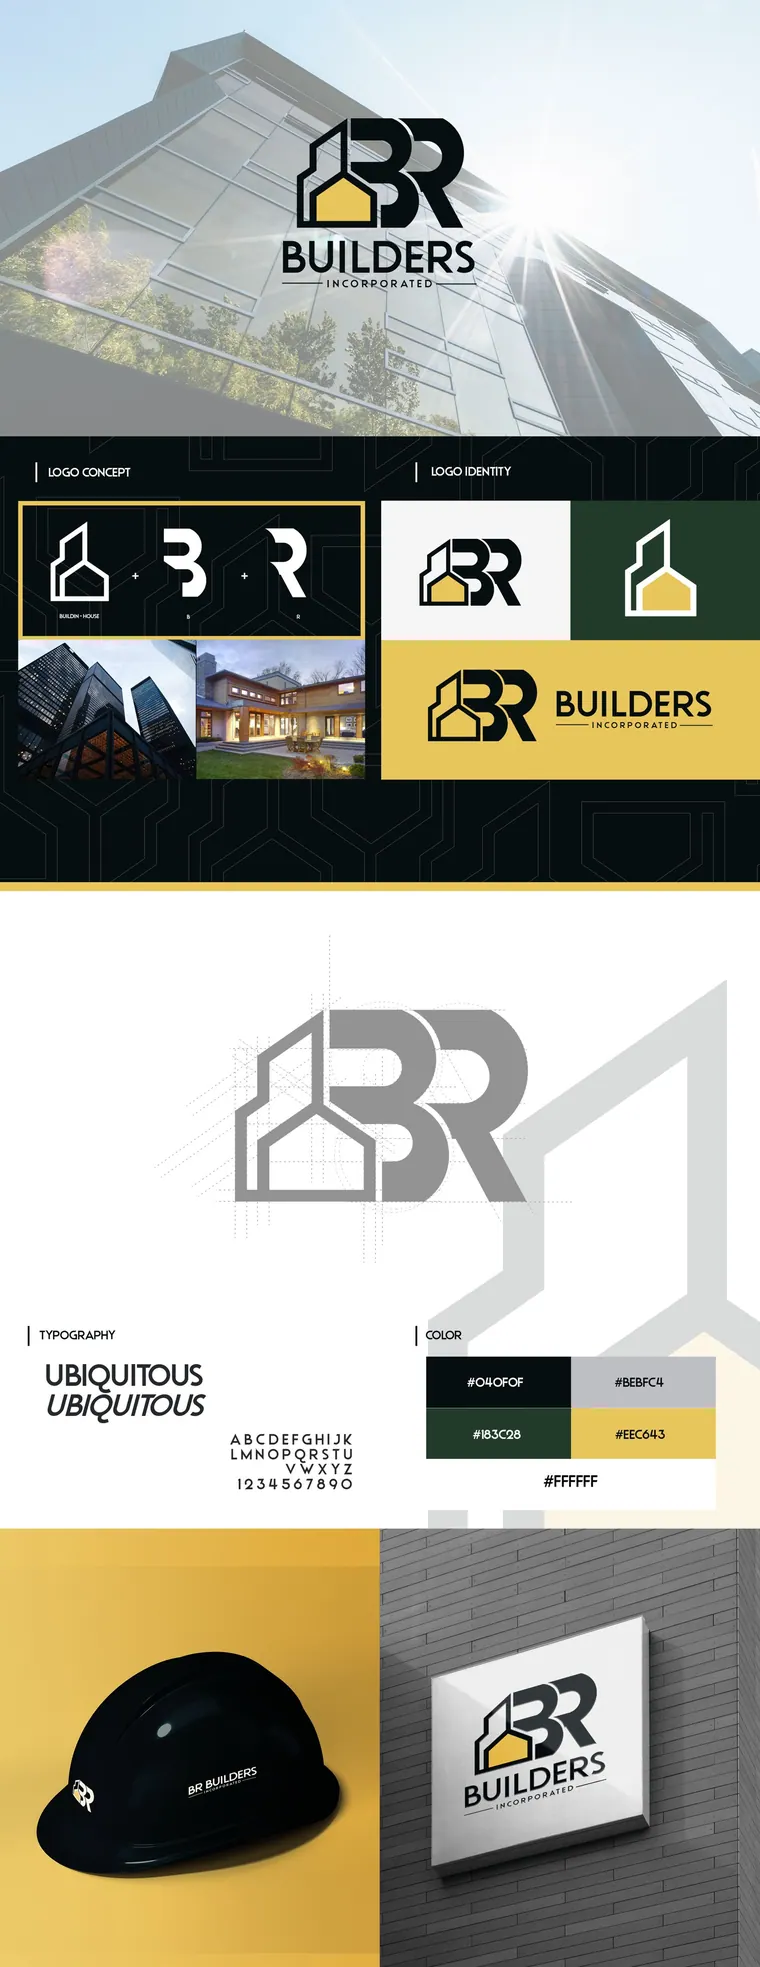 BR
BUILDERS
INCORPORATED
LOGO CONCEPT
LOGO IDENTITY
+ B + R
BUILDIN + HOUSE
B
R
BR
BR BUILDERS
INCORPORATED
BR
TYPOGRAPHY
COLOR
UBIQUITOUS
UBIQUITOUS
ABCDEFGHIJK
LMNOPQRSTU
VWXYZ
1234567890
#040F0F
#BEBFC4
#183C28
#EEC643
#FFFFFF
BR
BR BUILDERS
INCORPORATED
BR
BUILDERS
INCORPORATED